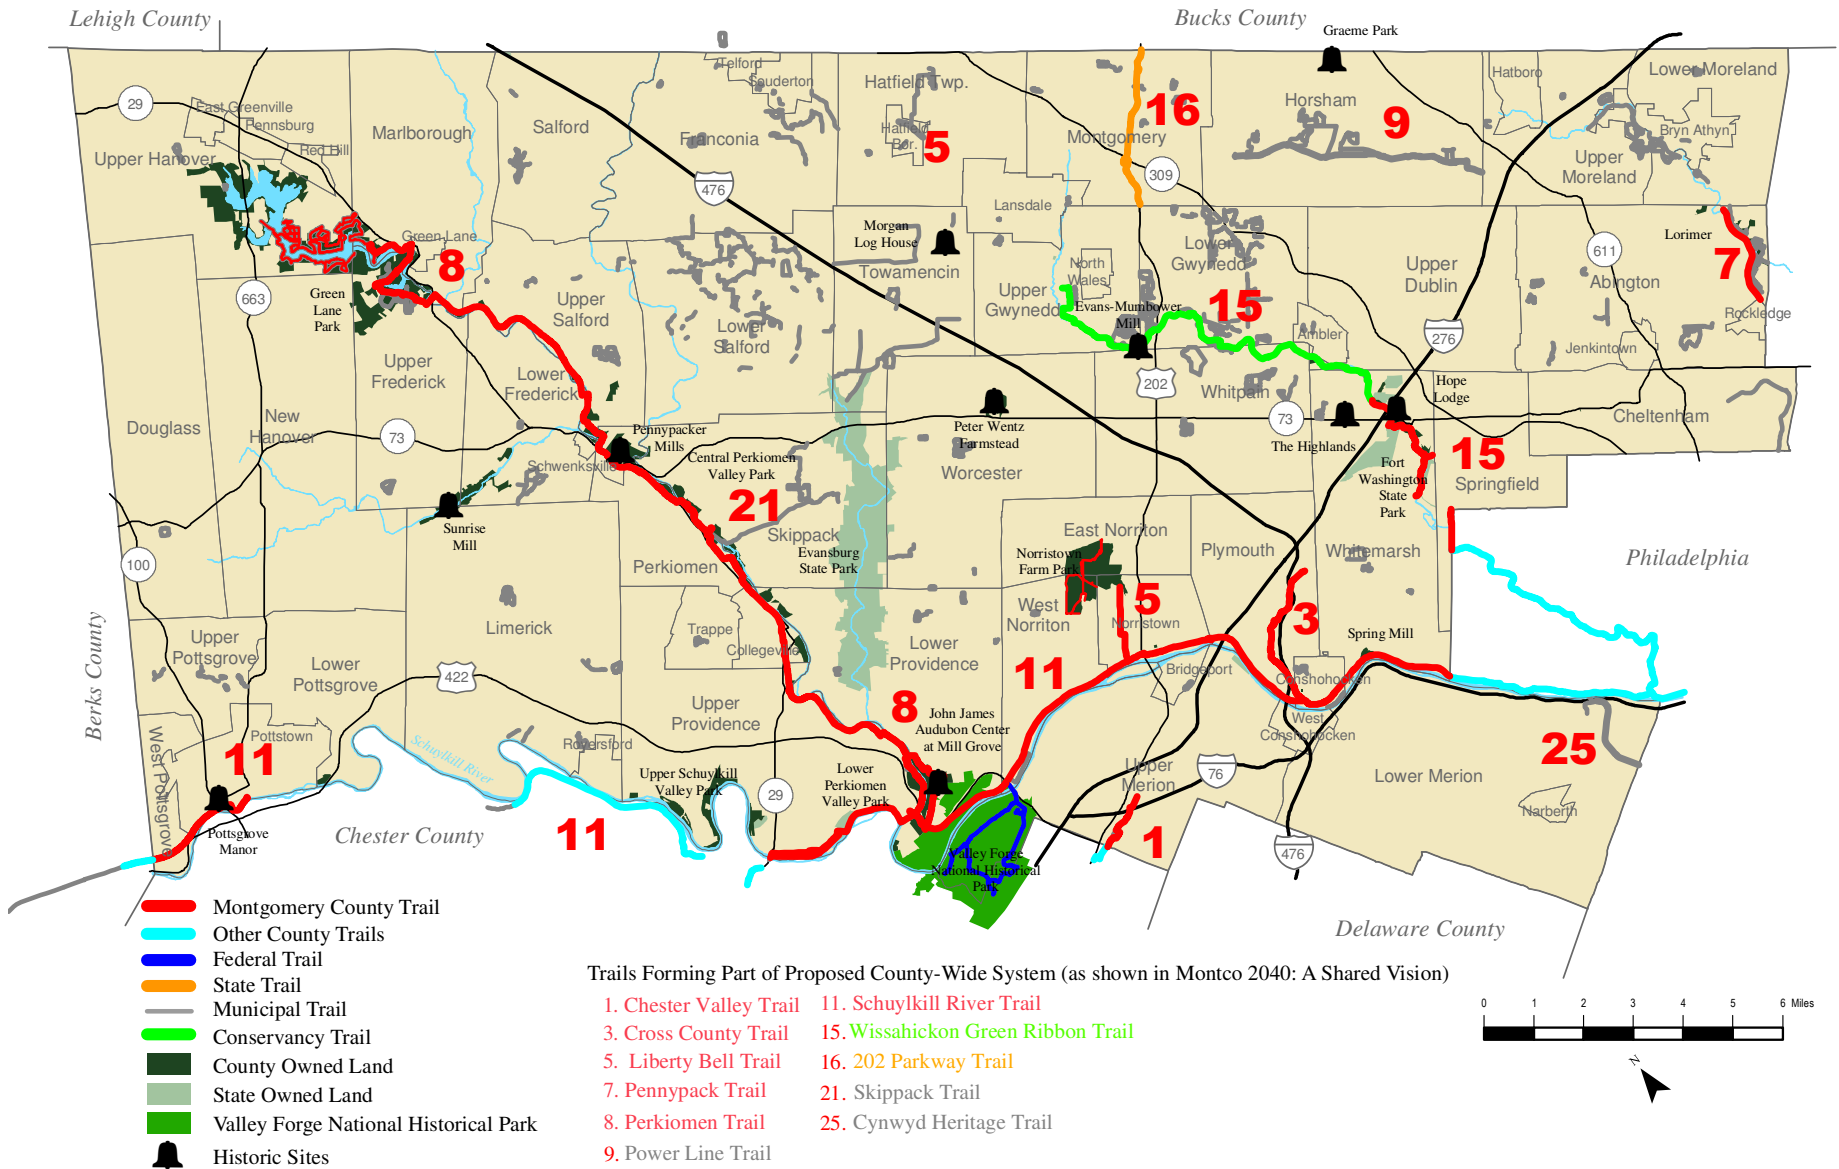 Lehigh County
Bucks County
Graeme Park
Telford
Souderton
Hatfield Twp.
Hatboro
Lower Moreland
29
East Greenville
Pennsburg
Marlborough
Salford
Franconia
Hatfield
Bor.
5
16
Montgomery
Horsham
9
Bryn Athyn
Upper Hanover
Red Hill
Upper
Moreland
476
309
Lansdale
Morgan
Log House
Towamencin
Green Lane
8
Lorimer
7
611
Abington
Rockledge
Lower
Gwynedd
Upper
Dublin
North
Wales
Upper
Gwynedd
Evans-Mumbower
Mill
15
663
Green
Lane
Park
Upper
Salford
Lower
Salford
Ambler
276
Jenkintown
Upper
Frederick
Lower
Frederick
202
Whitpain
73
Hope
Lodge
The Highlands
Cheltenham
Douglass
New
Hanover
73
Pennypacker
Mills
Peter Wentz
Farmstead
Worcester
Central Perkiomen
Valley Park
Schwenksville
21
Fort
Washington
State
Park
15
Springfield
Sunrise
Mill
Skippack
Evansburg
State Park
East Norriton
Norristown
Farm Park
Plymouth
Whitemarsh
Philadelphia
100
Perkiomen
West
Norriton
5
Norristown
3
Spring Mill
Berks County
Upper
Pottsgrove
Lower
Pottsgrove
Limerick
Trappe
Collegeville
Lower
Providence
11
Bridgeport
Conshohocken
West
Conshohocken
422
Upper
Providence
8
John James
Audubon Center
at Mill Grove
West Pottsgrove
Pottstown
11
Schuylkill River
Royersford
Upper Schuylkill
Valley Park
Lower
Perkiomen
Valley Park
29
Upper
Merion
76
25
Lower Merion
Narberth
Pottsgrove
Manor
Chester County
11
Valley Forge
National Historical
Park
1
476
Delaware County
Montgomery County Trail
Other County Trails
Federal Trail
State Trail
Municipal Trail
Conservancy Trail
County Owned Land
State Owned Land
Valley Forge National Historical Park
Historic Sites
Trails Forming Part of Proposed County-Wide System (as shown in Montco 2040: A Shared Vision)
1. Chester Valley Trail
3. Cross County Trail
5. Liberty Bell Trail
7. Pennypack Trail
8. Perkiomen Trail
9. Power Line Trail
11. Schuylkill River Trail
15. Wissahickon Green Ribbon Trail
16. 202 Parkway Trail
21. Skippack Trail
25. Cynwyd Heritage Trail
0 1 2 3 4 5 6 Miles
N